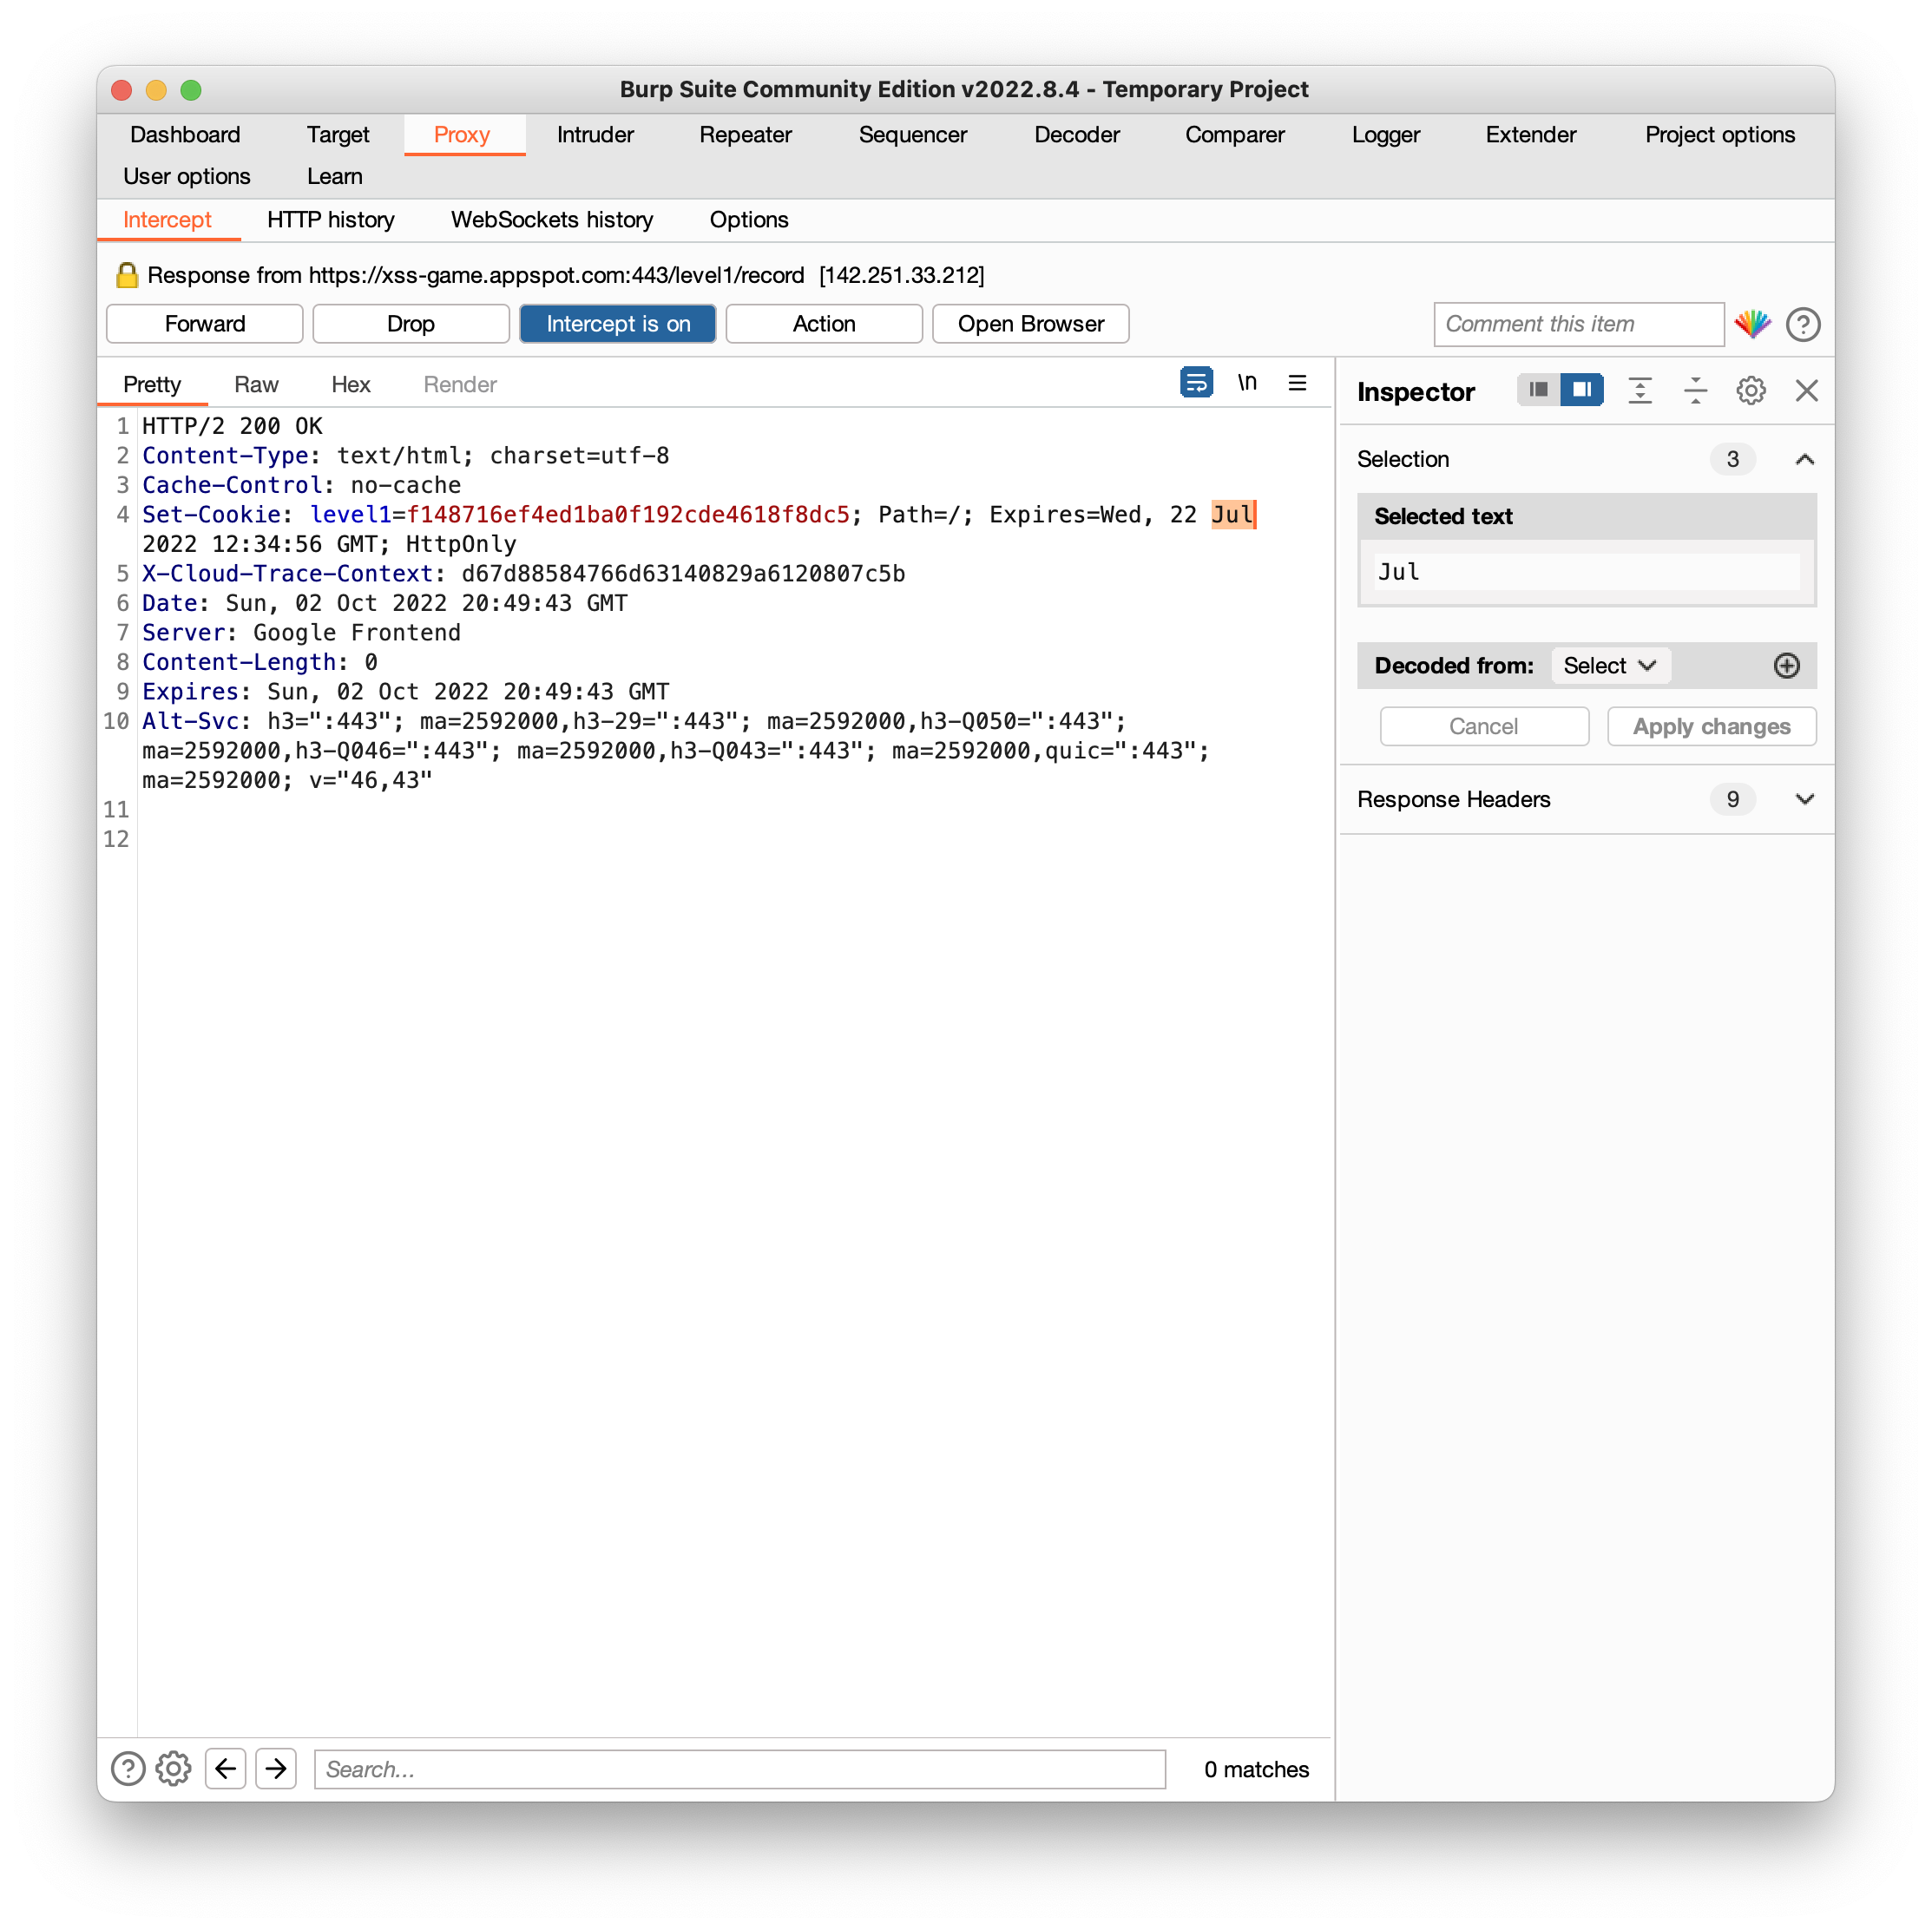 Burp Suite Community Edition v2022.8.4 - Temporary Project
Dashboard Target Proxy Intruder Repeater Sequencer Decoder Comparer Logger Extender Project options
User options Learn
Intercept HTTP history WebSockets history Options
Response from https://xss-game.appspot.com:443/level1/record [142.251.33.212]
Forward Drop Intercept is on Action Open Browser Comment this item
Pretty Raw Hex Render \n
1 HTTP/2 200 OK
2 Content-Type: text/html; charset=utf-8
3 Cache-Control: no-cache
4 Set-Cookie: level1=f148716ef4ed1ba0f192cde4618f8dc5; Path=/; Expires=Wed, 22 Jul
2022 12:34:56 GMT; HttpOnly
5 X-Cloud-Trace-Context: d67d88584766d63140829a6120807c5b
6 Date: Sun, 02 Oct 2022 20:49:43 GMT
7 Server: Google Frontend
8 Content-Length: 0
9 Expires: Sun, 02 Oct 2022 20:49:43 GMT
10 Alt-Svc: h3=":443"; ma=2592000,h3-29=":443"; ma=2592000,h3-Q050=":443";
ma=2592000,h3-Q046=":443"; ma=2592000,h3-Q043=":443"; ma=2592000,quic=":443";
ma=2592000; v="46,43"
11
12
Inspector
Selection 3
Selected text
Jul
Decoded from: Select
Cancel Apply changes
Response Headers 9
Search... 0 matches